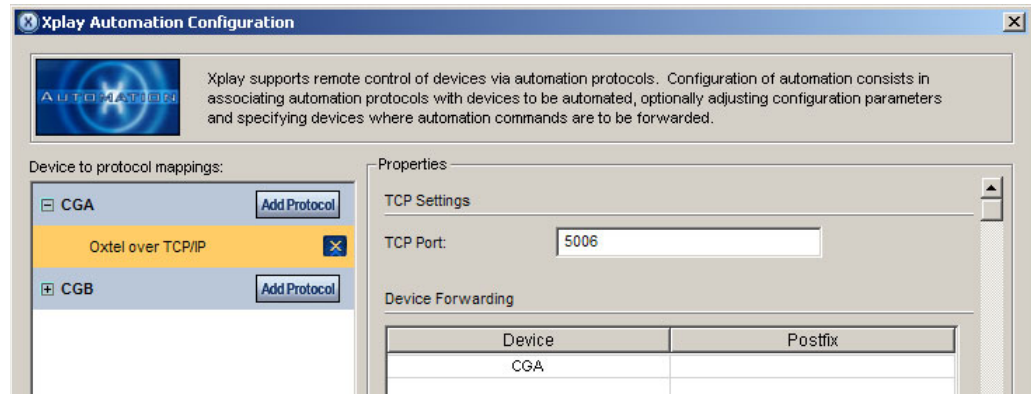 Xplay Automation Configuration
AUTOMATION
Xplay supports remote control of devices via automation protocols. Configuration of automation consists in
associating automation protocols with devices to be automated, optionally adjusting configuration parameters
and specifying devices where automation commands are to be forwarded.
Device to protocol mappings:
CGA Add Protocol
Oxtel over TCP/IP
CGB Add Protocol
Properties
TCP Settings
TCP Port: 5006
Device Forwarding
Device Postfix
CGA